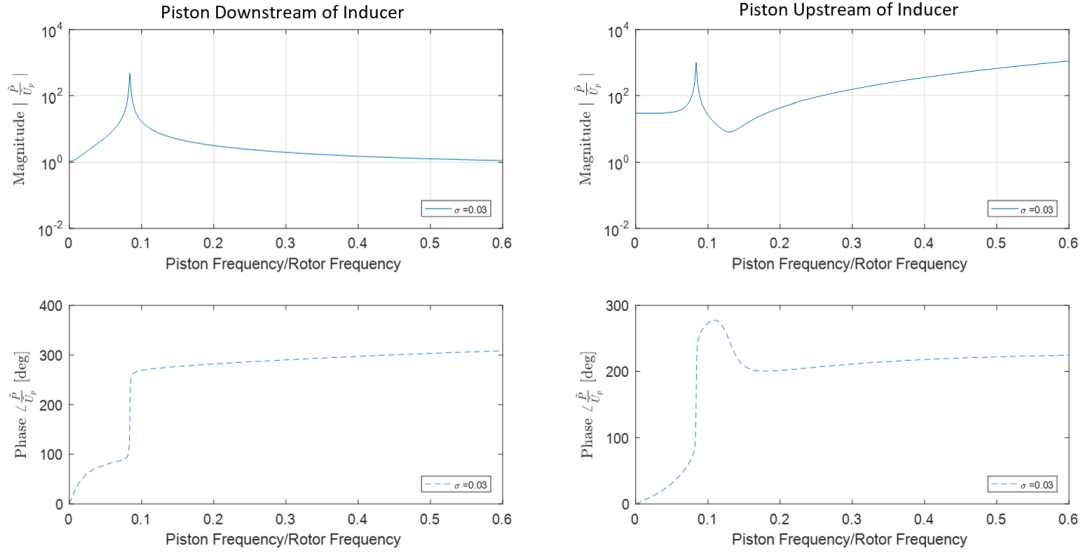 Piston Downstream of Inducer
Magnitude | P̃/Ũp |
10^4
10^2
10^0
10^-2
σ =0.03
0 0.1 0.2 0.3 0.4 0.5 0.6
Piston Frequency/Rotor Frequency
Piston Upstream of Inducer
Magnitude | P̃/Ũp |
10^4
10^2
10^0
10^-2
σ =0.03
0 0.1 0.2 0.3 0.4 0.5 0.6
Piston Frequency/Rotor Frequency
Phase ∠ P̃/Ũp [deg]
400
300
200
100
0
σ =0.03
0 0.1 0.2 0.3 0.4 0.5 0.6
Piston Frequency/Rotor Frequency
Phase ∠ P̃/Ũp [deg]
300
200
100
0
σ =0.03
0 0.1 0.2 0.3 0.4 0.5 0.6
Piston Frequency/Rotor Frequency